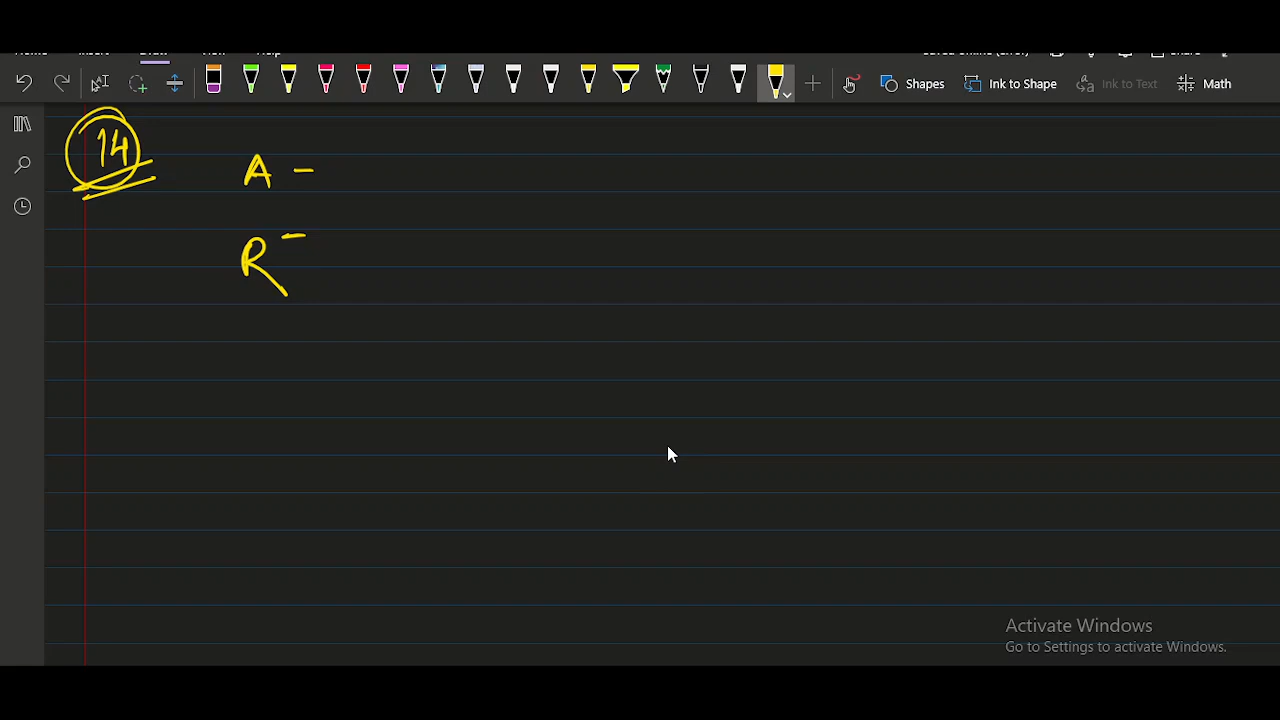 Shapes Ink to Shape Ink to Text Math
14
A -
R -
Activate Windows
Go to Settings to activate Windows.